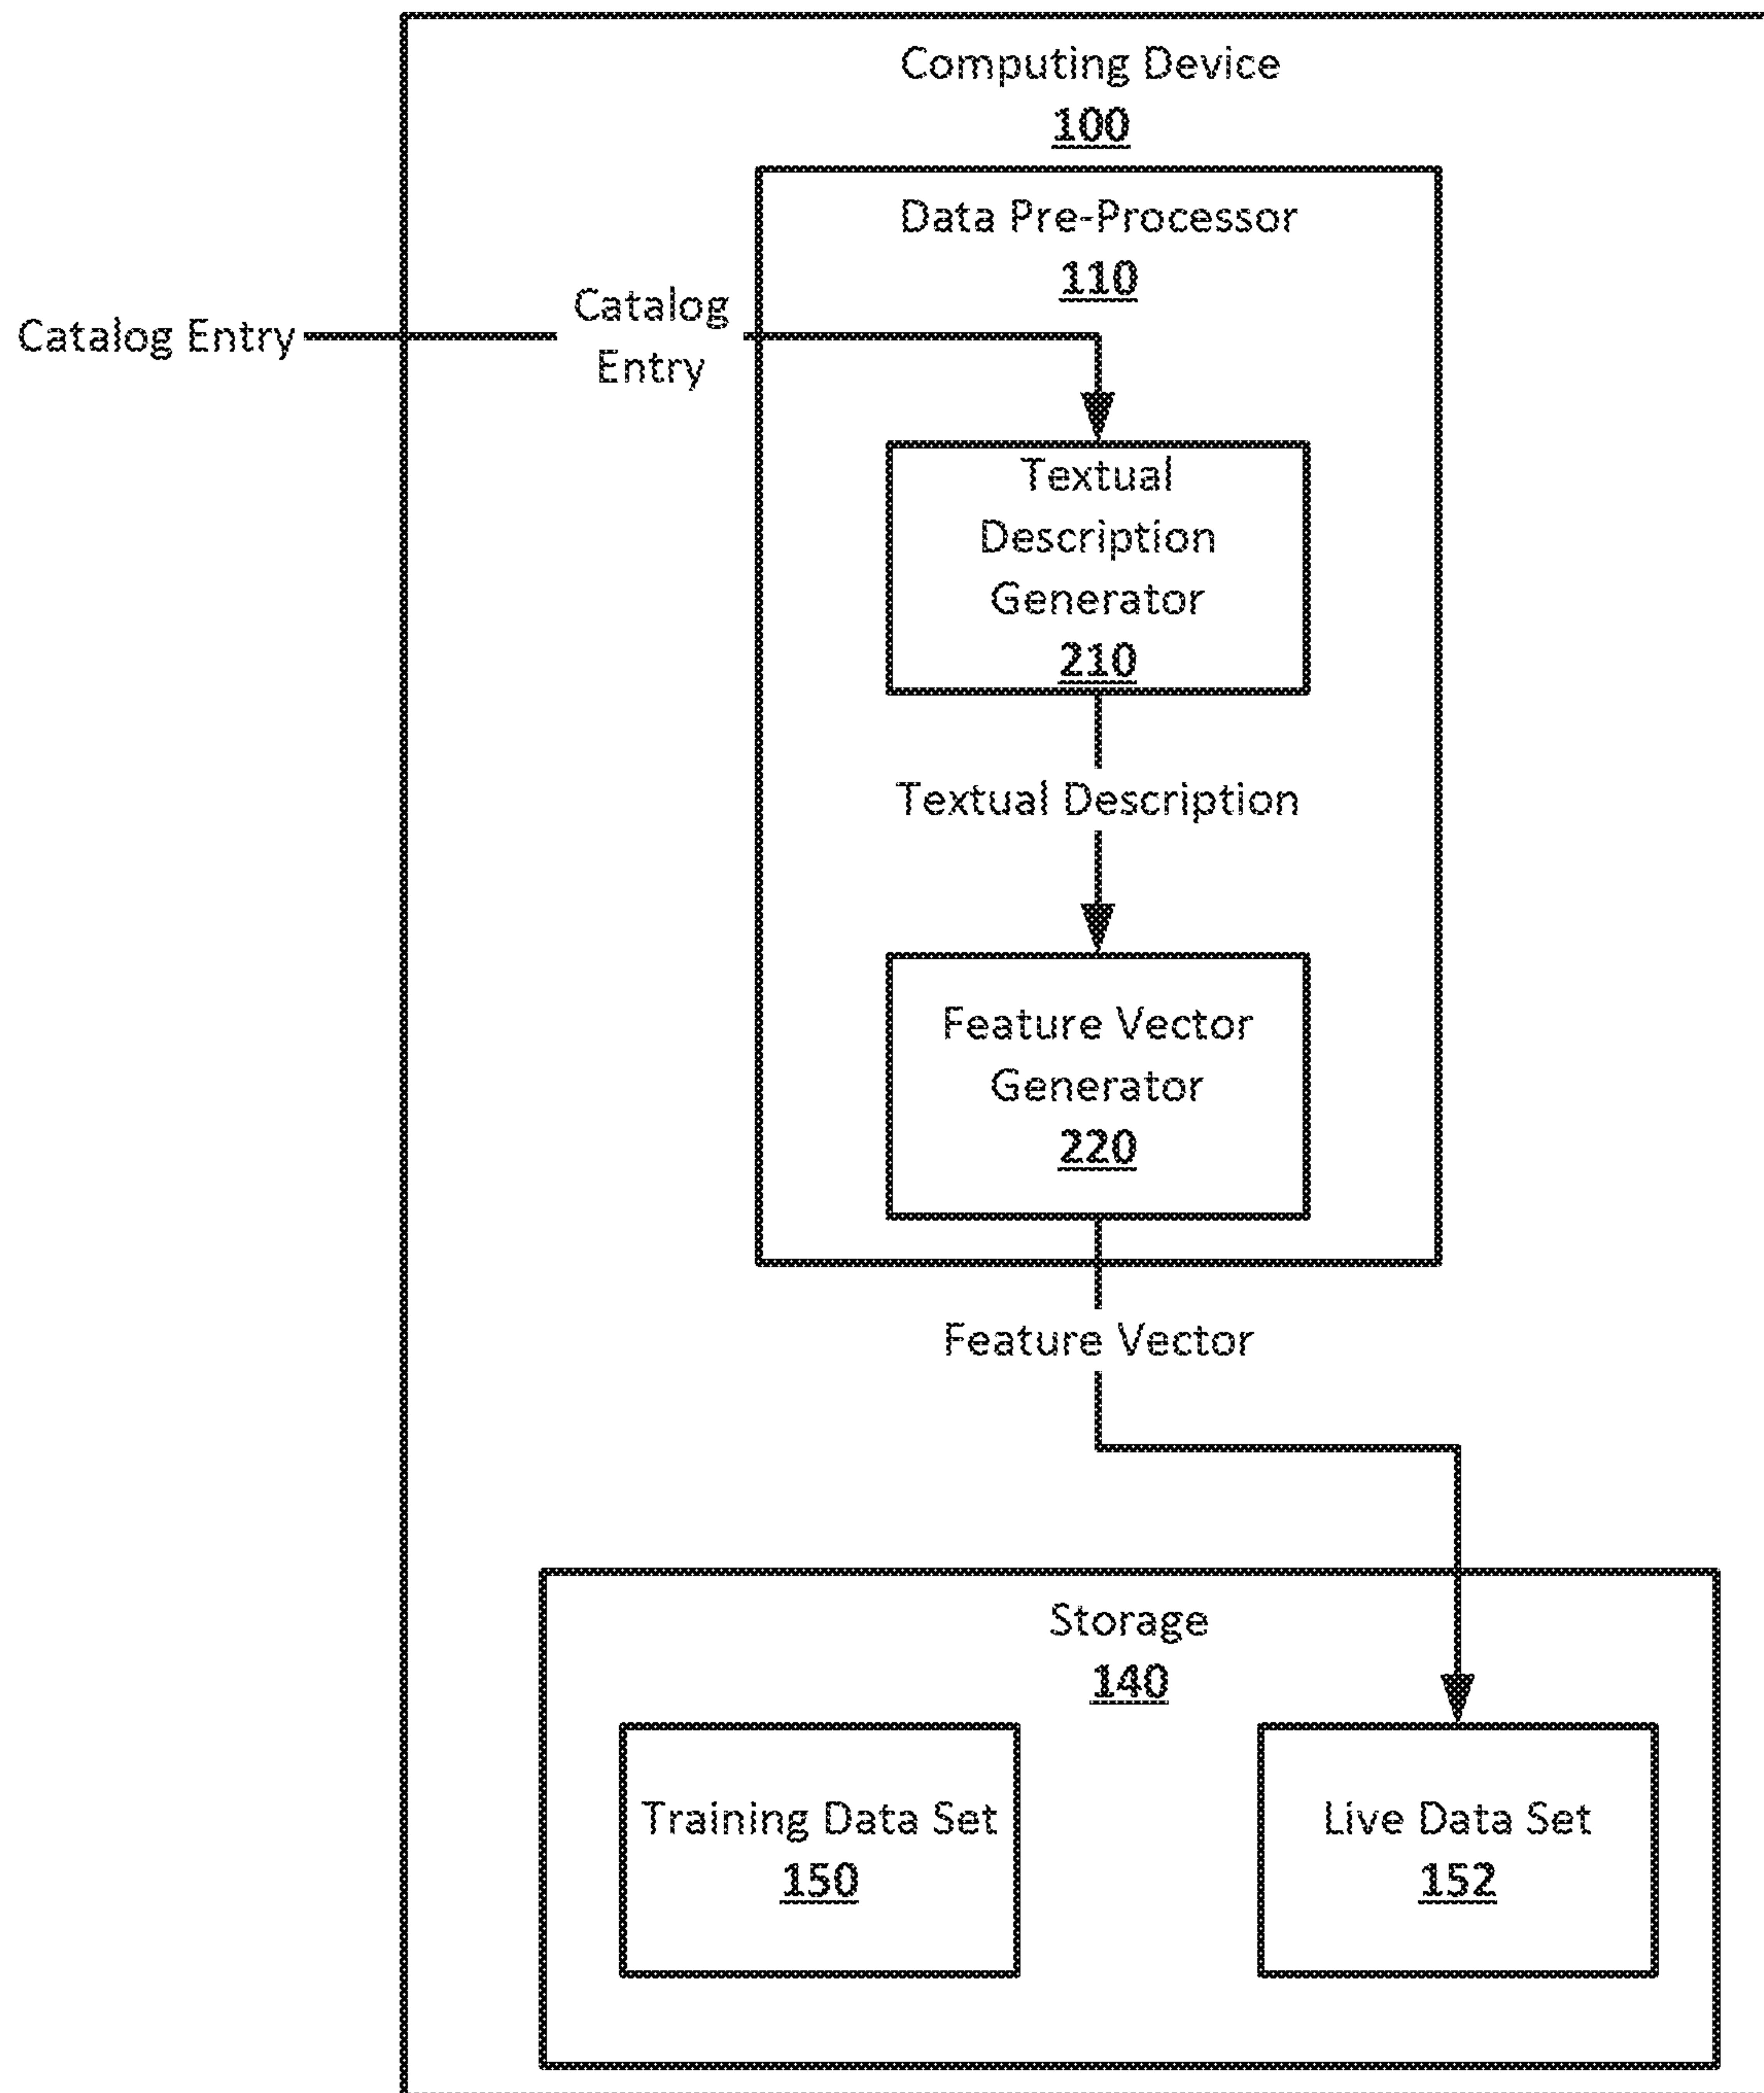 Computing Device
100
Data Pre-Processor
110
Catalog Entry
Catalog
Entry
Textual
Description
Generator
210
Textual Description
Feature Vector
Generator
220
Feature Vector
Storage
140
Training Data Set
150
Live Data Set
152